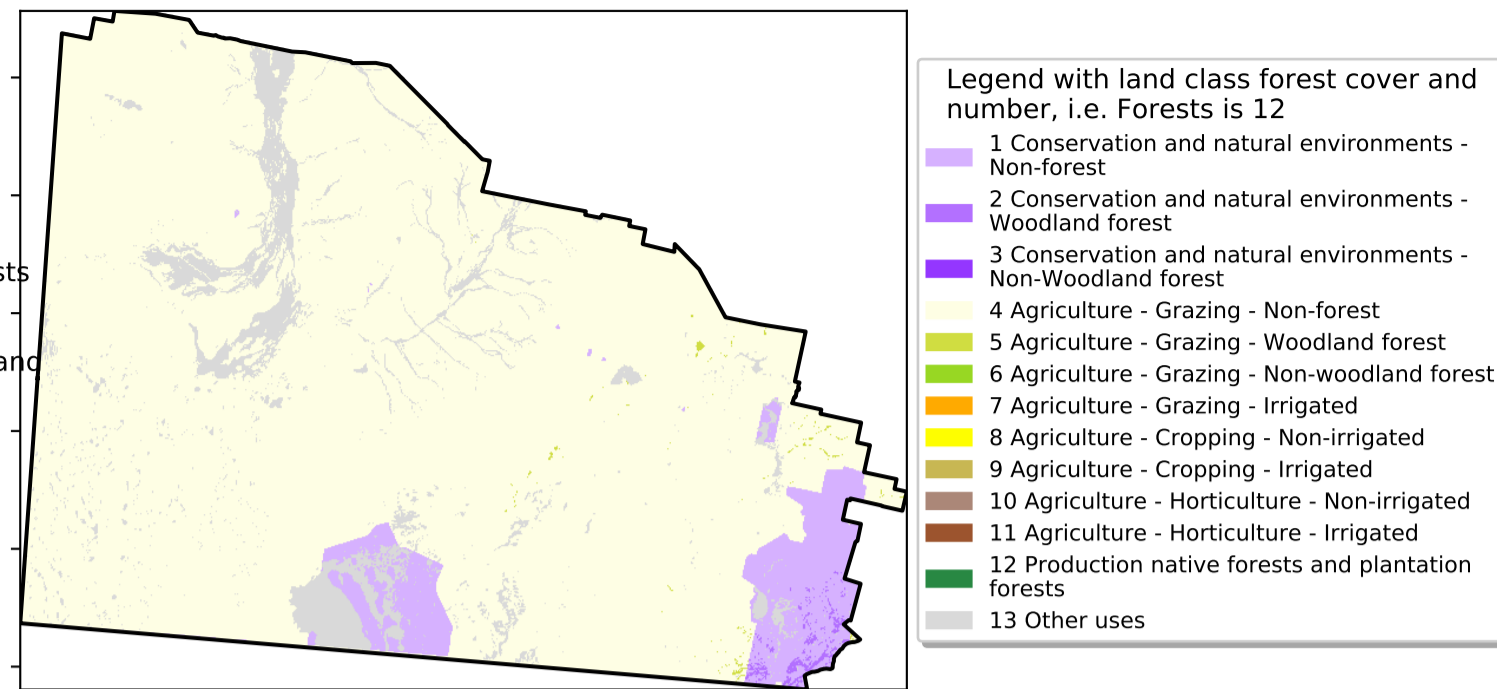 Legend with land class forest cover and
number, i.e. Forests is 12
1 Conservation and natural environments -
Non-forest
2 Conservation and natural environments -
Woodland forest
3 Conservation and natural environments -
Non-Woodland forest
4 Agriculture - Grazing - Non-forest
5 Agriculture - Grazing - Woodland forest
6 Agriculture - Grazing - Non-woodland forest
7 Agriculture - Grazing - Irrigated
8 Agriculture - Cropping - Non-irrigated
9 Agriculture - Cropping - Irrigated
10 Agriculture - Horticulture - Non-irrigated
11 Agriculture - Horticulture - Irrigated
12 Production native forests and plantation
forests
13 Other uses